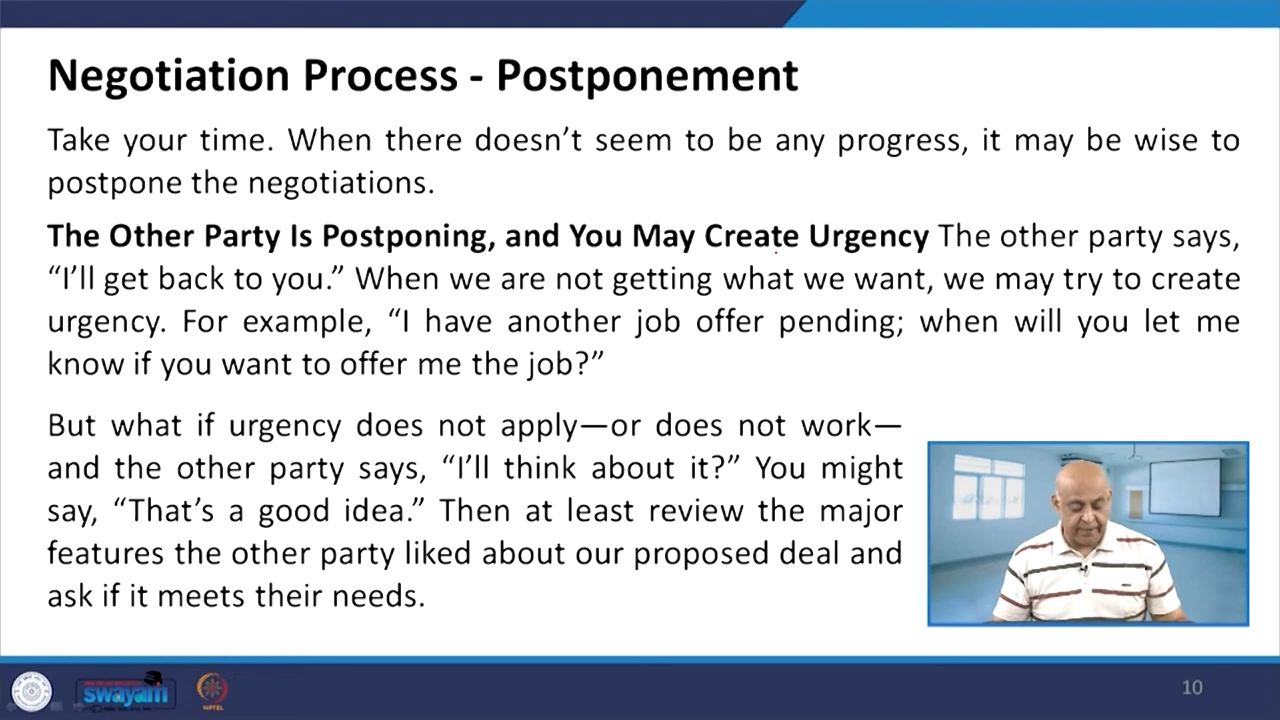 Negotiation Process - Postponement
Take your time. When there doesn’t seem to be any progress, it may be wise to
postpone the negotiations.
The Other Party Is Postponing, and You May Create Urgency The other party says,
“I’ll get back to you.” When we are not getting what we want, we may try to create
urgency. For example, “I have another job offer pending; when will you let me
know if you want to offer me the job?”
But what if urgency does not apply—or does not work—
and the other party says, “I’ll think about it?” You might
say, “That’s a good idea.” Then at least review the major
features the other party liked about our proposed deal and
ask if it meets their needs.
swayam
NPTEL
10